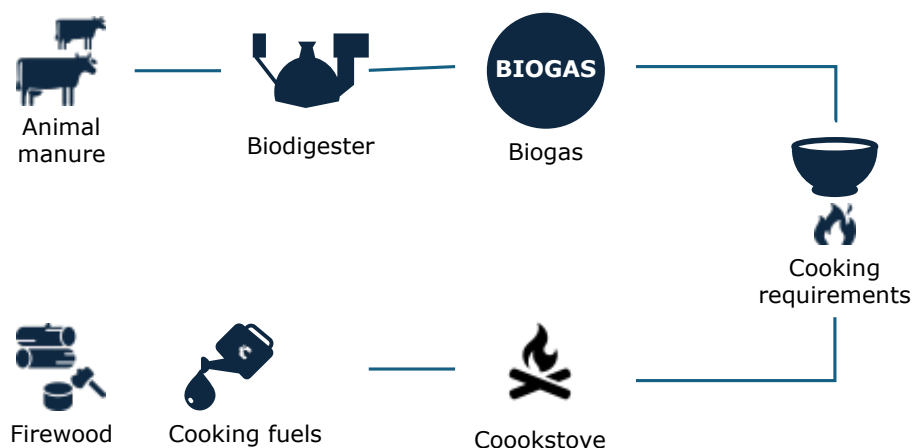 BIOGAS
Animal
manure
Biodigester
Biogas
Cooking
requirements
Firewood
Cooking fuels
Coookstove